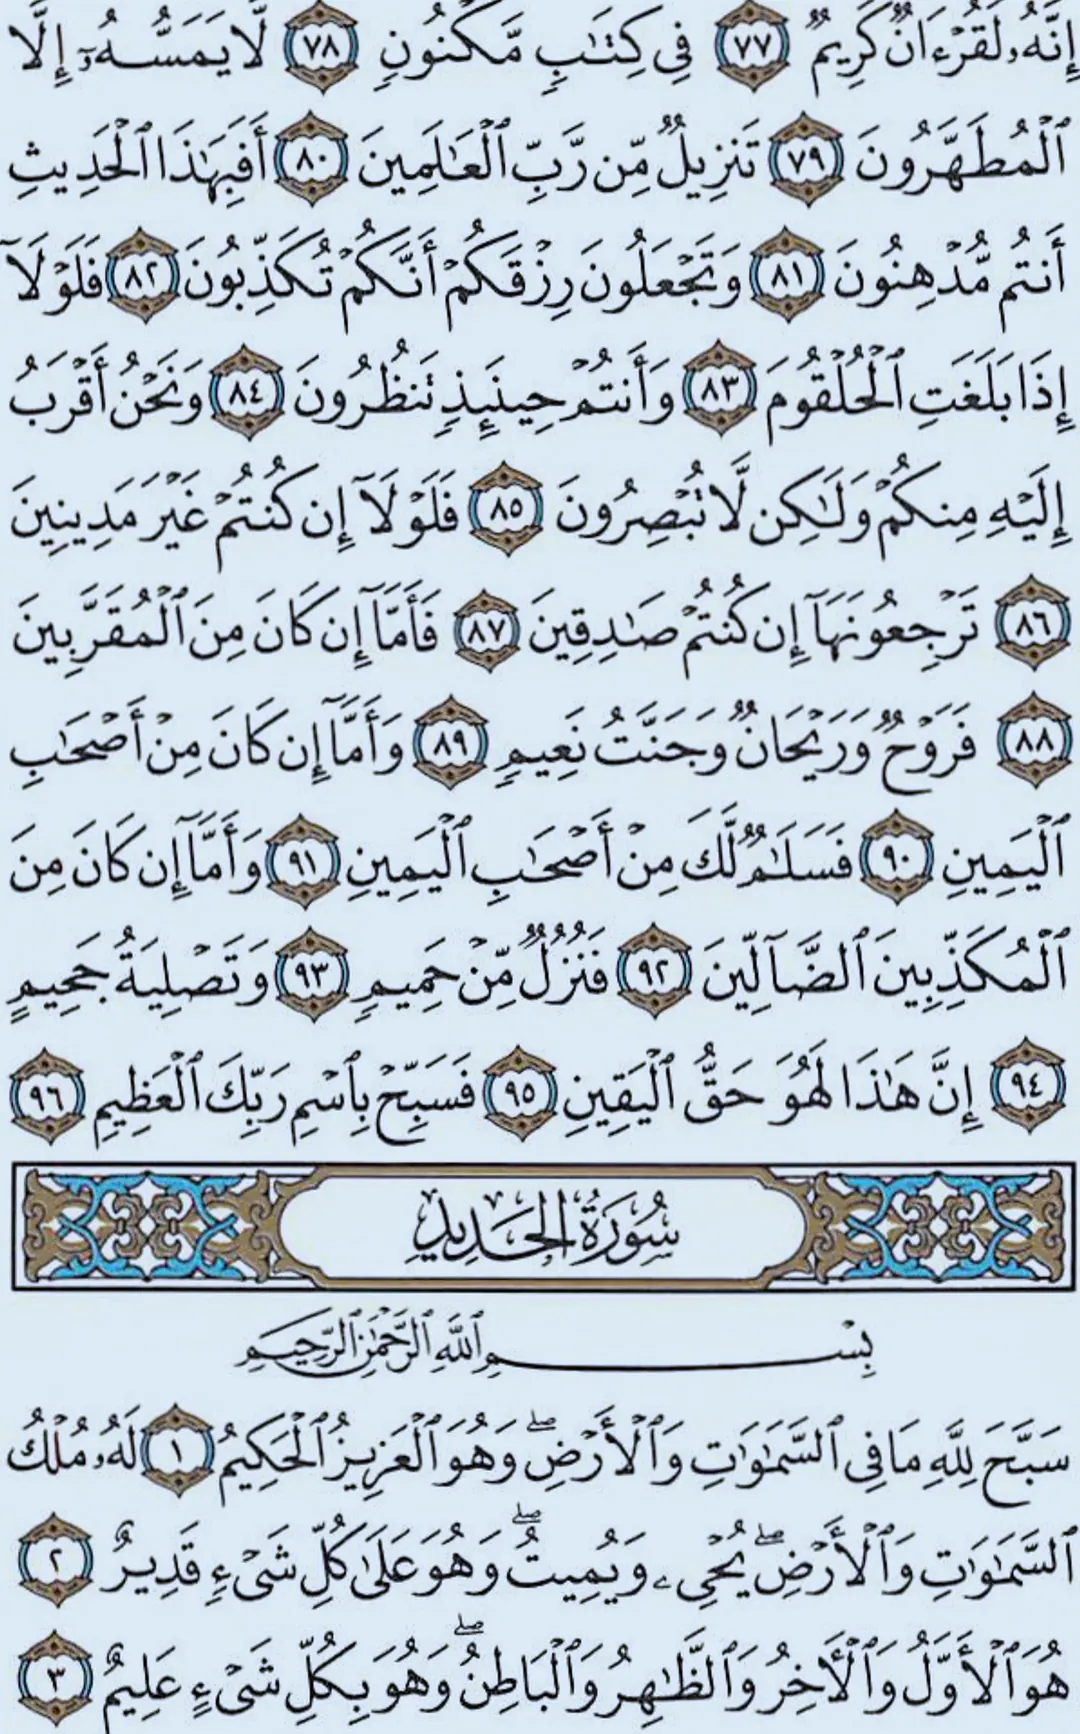 إِنَّهُۥ لَقُرْءَانٌ كَرِيمٌ ٧٧ فِى كِتَٰبٍ مَّكْنُونٍ ٧٨ لَّا يَمَسُّهُۥٓ إِلَّا
ٱلْمُطَهَّرُونَ ٧٩ تَنزِيلٌ مِّن رَّبِّ ٱلْعَٰلَمِينَ ٨٠ أَفَبِهَٰذَا ٱلْحَدِيثِ
أَنتُم مُّدْهِنُونَ ٨١ وَتَجْعَلُونَ رِزْقَكُمْ أَنَّكُمْ تُكَذِّبُونَ ٨٢ فَلَوْلَآ
إِذَا بَلَغَتِ ٱلْحُلْقُومَ ٨٣ وَأَنتُمْ حِينَئِذٍ تَنظُرُونَ ٨٤ وَنَحْنُ أَقْرَبُ
إِلَيْهِ مِنكُمْ وَلَٰكِن لَّا تُبْصِرُونَ ٨٥ فَلَوْلَآ إِن كُنتُمْ غَيْرَ مَدِينِينَ
٨٦ تَرْجِعُونَهَآ إِن كُنتُمْ صَٰدِقِينَ ٨٧ فَأَمَّآ إِن كَانَ مِنَ ٱلْمُقَرَّبِينَ
٨٨ فَرَوْحٌ وَرَيْحَانٌ وَجَنَّتُ نَعِيمٍ ٨٩ وَأَمَّآ إِن كَانَ مِنْ أَصْحَٰبِ
ٱلْيَمِينِ ٩٠ فَسَلَٰمٌ لَّكَ مِنْ أَصْحَٰبِ ٱلْيَمِينِ ٩١ وَأَمَّآ إِن كَانَ مِنَ
ٱلْمُكَذِّبِينَ ٱلضَّآلِّينَ ٩٢ فَنُزُلٌ مِّنْ حَمِيمٍ ٩٣ وَتَصْلِيَةُ جَحِيمٍ
٩٤ إِنَّ هَٰذَا لَهُوَ حَقُّ ٱلْيَقِينِ ٩٥ فَسَبِّحْ بِٱسْمِ رَبِّكَ ٱلْعَظِيمِ ٩٦
سُورَةُ الحَدِيدِ
بِسْمِ ٱللَّهِ ٱلرَّحْمَٰنِ ٱلرَّحِيمِ
سَبَّحَ لِلَّهِ مَا فِى ٱلسَّمَٰوَٰتِ وَٱلْأَرْضِ ۖ وَهُوَ ٱلْعَزِيزُ ٱلْحَكِيمُ ١ لَهُۥ مُلْكُ
ٱلسَّمَٰوَٰتِ وَٱلْأَرْضِ ۖ يُحْىِۦ وَيُمِيتُ ۖ وَهُوَ عَلَىٰ كُلِّ شَىْءٍ قَدِيرٌ ٢
هُوَ ٱلْأَوَّلُ وَٱلْأَخِرُ وَٱلظَّٰهِرُ وَٱلْبَاطِنُ ۖ وَهُوَ بِكُلِّ شَىْءٍ عَلِيمٌ ٣